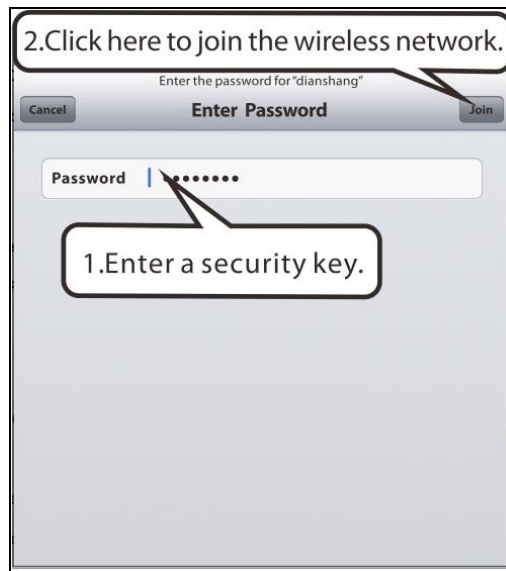 2.Click here to join the wireless network.
Enter the password for "dianshang"
Cancel
Enter Password
Join
Password ••••••••
1.Enter a security key.